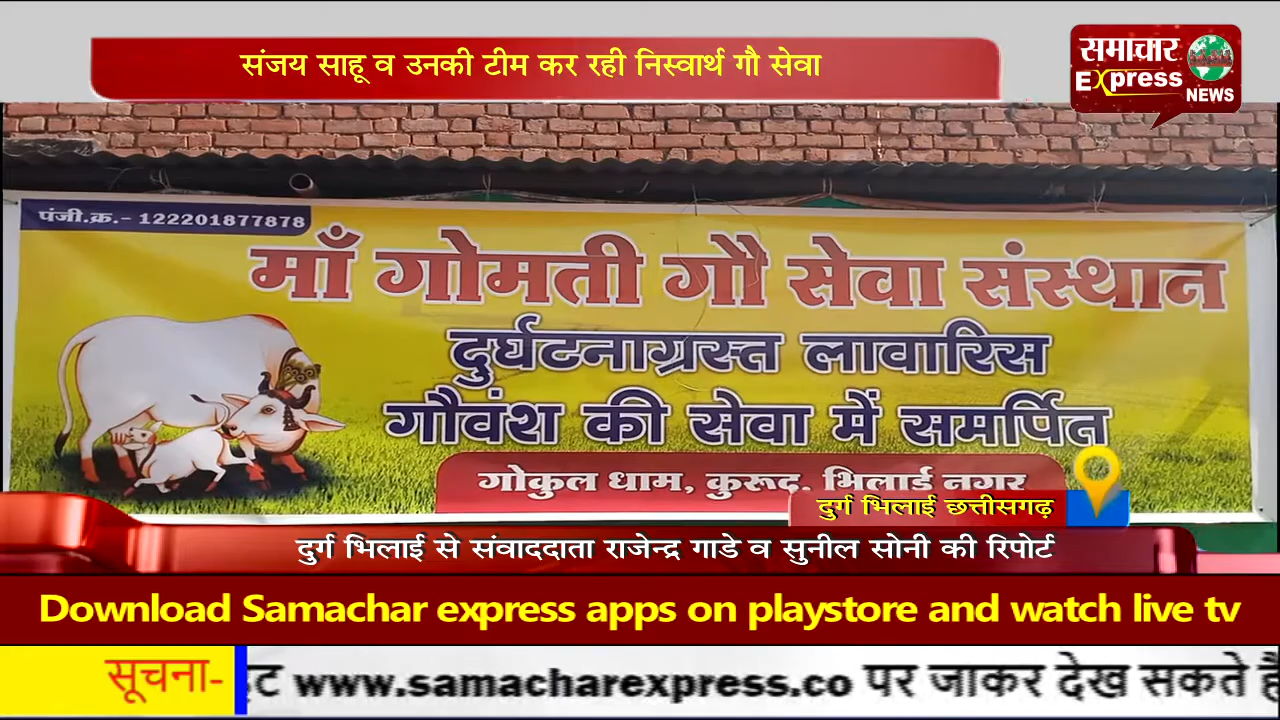 संजय साहू व उनकी टीम कर रही निस्वार्थ गौ सेवा
समाचार
Express
NEWS
पंजी.क्र.- 122201877878
माँ गोमती गौ सेवा संस्थान
दुर्घटनाग्रस्त लावारिस
गौवंश की सेवा में समर्पित
गोकुल धाम, कुरूद, भिलाई नगर
दुर्ग भिलाई छत्तीसगढ़
दुर्ग भिलाई से संवाददाता राजेन्द्र गाडे व सुनील सोनी की रिपोर्ट
Download Samachar express apps on playstore and watch live tv
सूचना- www.samacharexpress.co पर जाकर देख सकते हैं